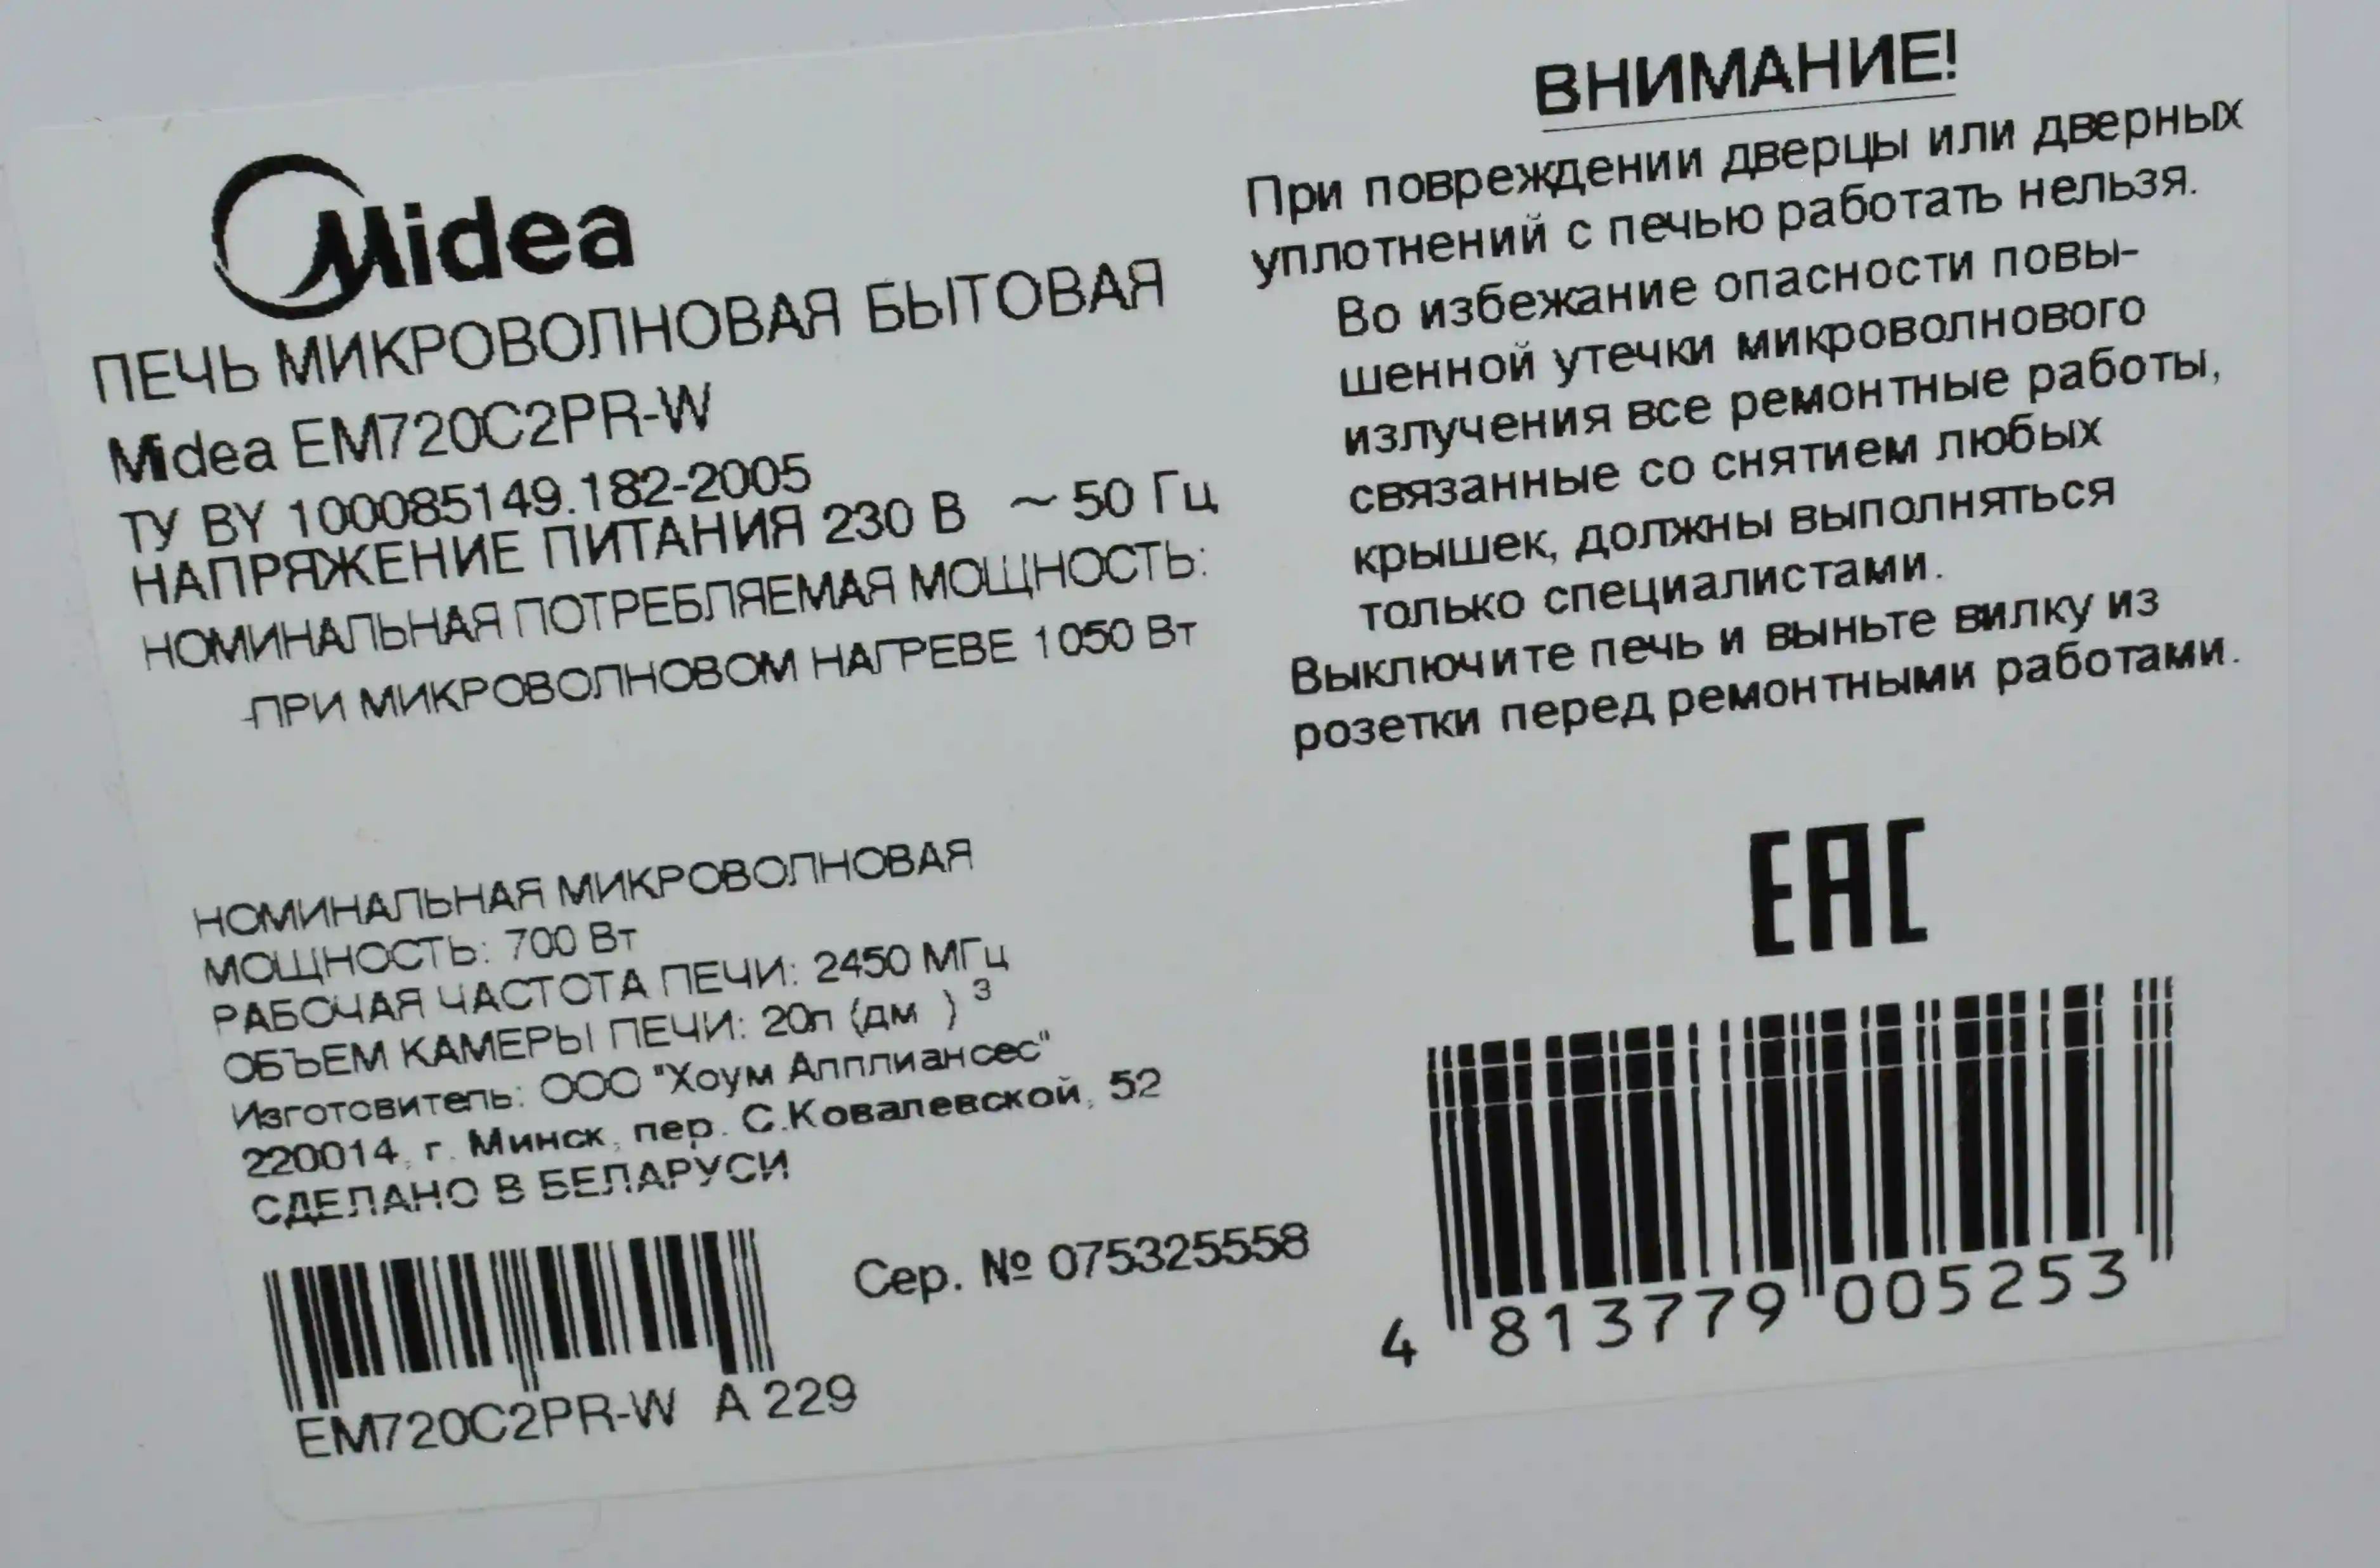 Midea
ПЕЧЬ МИКРОВОЛНОВАЯ БЫТОВАЯ
Midea EM720C2PR-W
ТУ BY 100085149.182-2005
НАПРЯЖЕНИЕ ПИТАНИЯ 230 В ~ 50 Гц
НОМИНАЛЬНАЯ ПОТРЕБЛЯЕМАЯ МОЩНОСТЬ:
-ПРИ МИКРОВОЛНОВОМ НАГРЕВЕ 1050 Вт
НОМИНАЛЬНАЯ МИКРОВОЛНОВАЯ
МОЩНОСТЬ: 700 Вт
РАБОЧАЯ ЧАСТОТА ПЕЧИ: 2450 МГц
ОБЪЕМ КАМЕРЫ ПЕЧИ: 20л (дм )³
Изготовитель: ООО "Хоум Апплиансес"
220014, г. Минск, пер. С.Ковалевской, 52
СДЕЛАНО В БЕЛАРУСИ
Сер. № 075325558
EM720C2PR-W A 229
ВНИМАНИЕ!
При повреждении дверцы или дверных
уплотнений с печью работать нельзя.
Во избежание опасности повы-
шенной утечки микроволнового
излучения все ремонтные работы,
связанные со снятием любых
крышек, должны выполняться
только специалистами.
Выключите печь и выньте вилку из
розетки перед ремонтными работами.
EAC
4 813779 005253